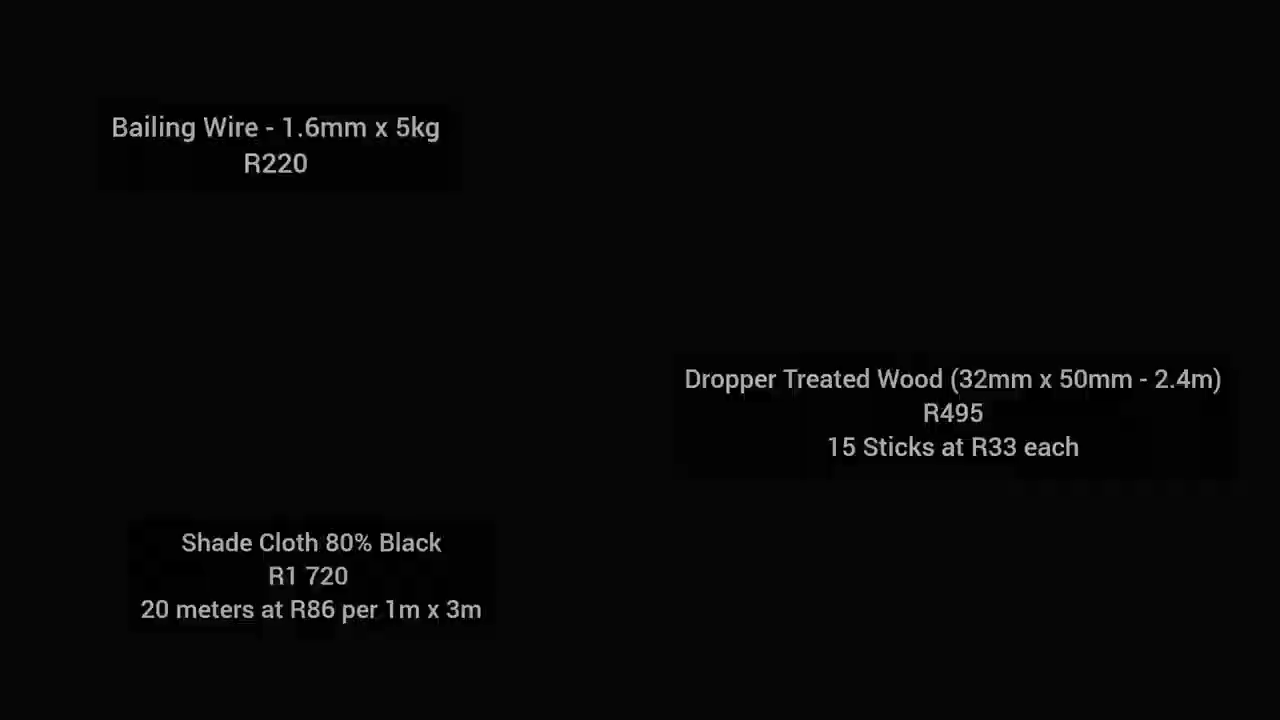 Bailing Wire - 1.6mm x 5kg
R220
Dropper Treated Wood (32mm x 50mm - 2.4m)
R495
15 Sticks at R33 each
Shade Cloth 80% Black
R1 720
20 meters at R86 per 1m x 3m